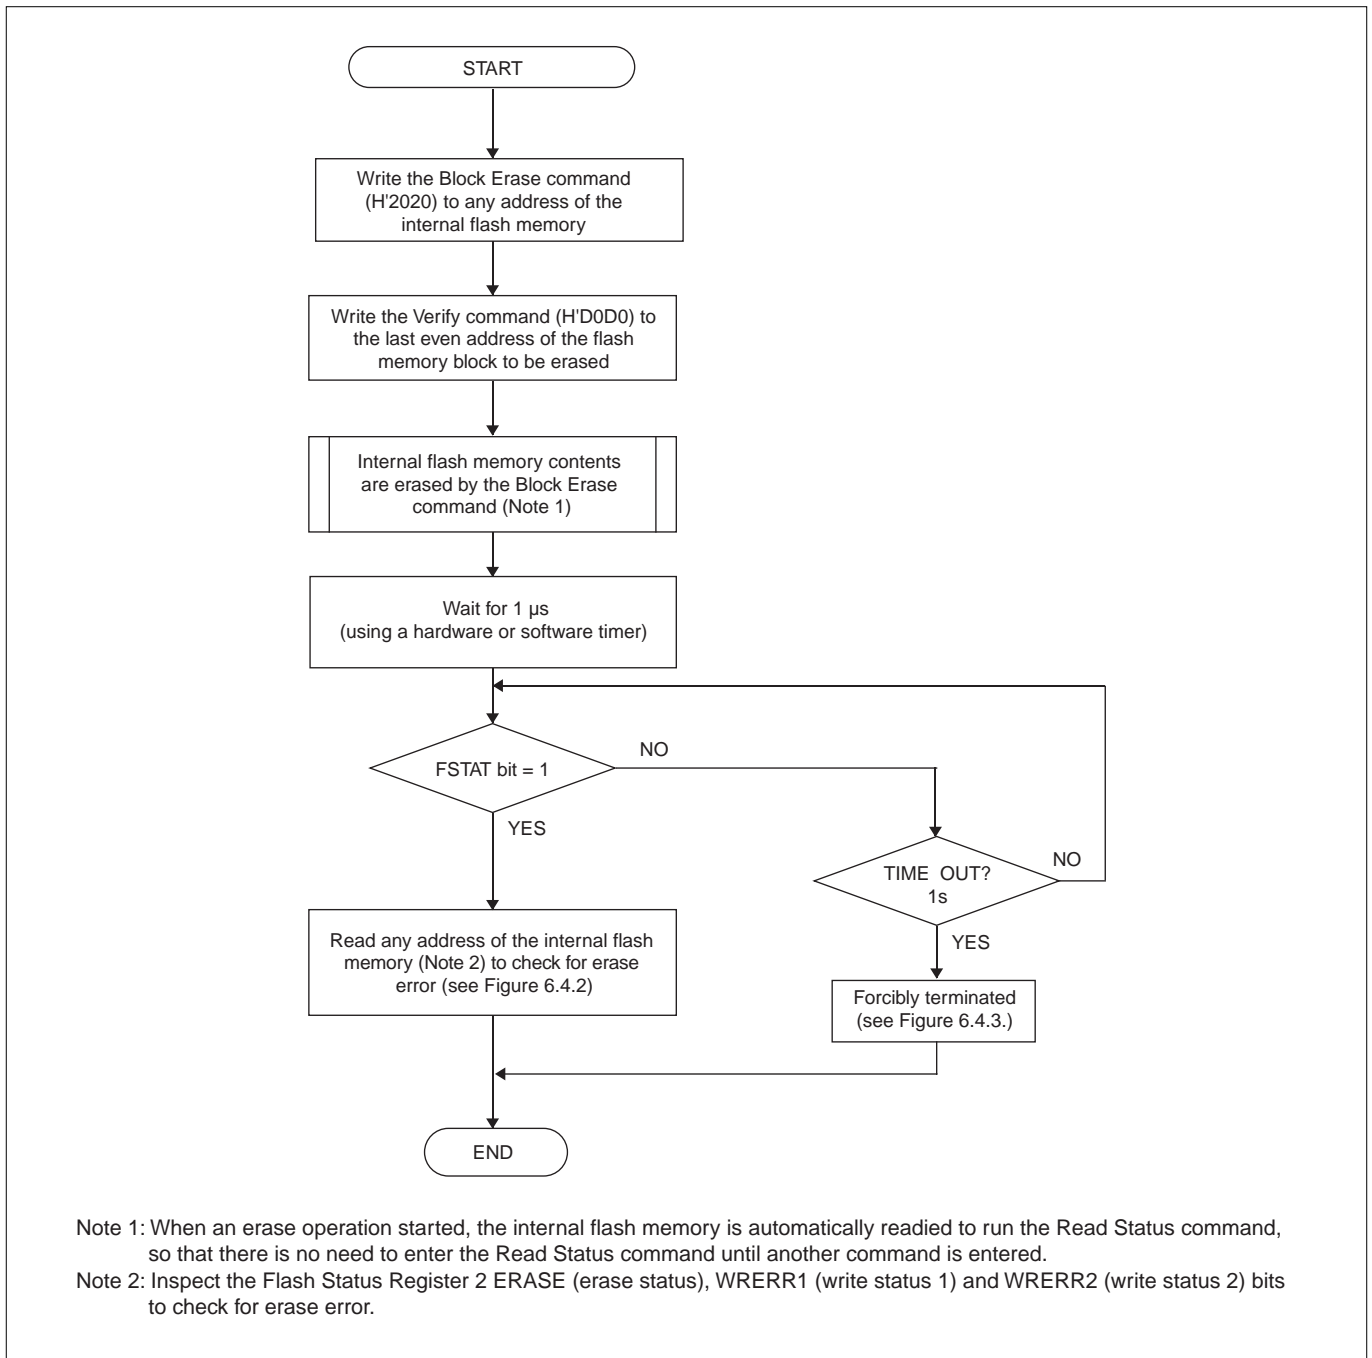 START
Write the Block Erase command
(H'2020) to any address of the
internal flash memory
Write the Verify command (H'D0D0) to
the last even address of the flash
memory block to be erased
Internal flash memory contents
are erased by the Block Erase
command (Note 1)
Wait for 1 μs
(using a hardware or software timer)
FSTAT bit = 1
NO
YES
TIME OUT?
1s
NO
YES
Read any address of the internal flash
memory (Note 2) to check for erase
error (see Figure 6.4.2)
Forcibly terminated
(see Figure 6.4.3.)
END
Note 1: When an erase operation started, the internal flash memory is automatically readied to run the Read Status command,
so that there is no need to enter the Read Status command until another command is entered.
Note 2: Inspect the Flash Status Register 2 ERASE (erase status), WRERR1 (write status 1) and WRERR2 (write status 2) bits
to check for erase error.